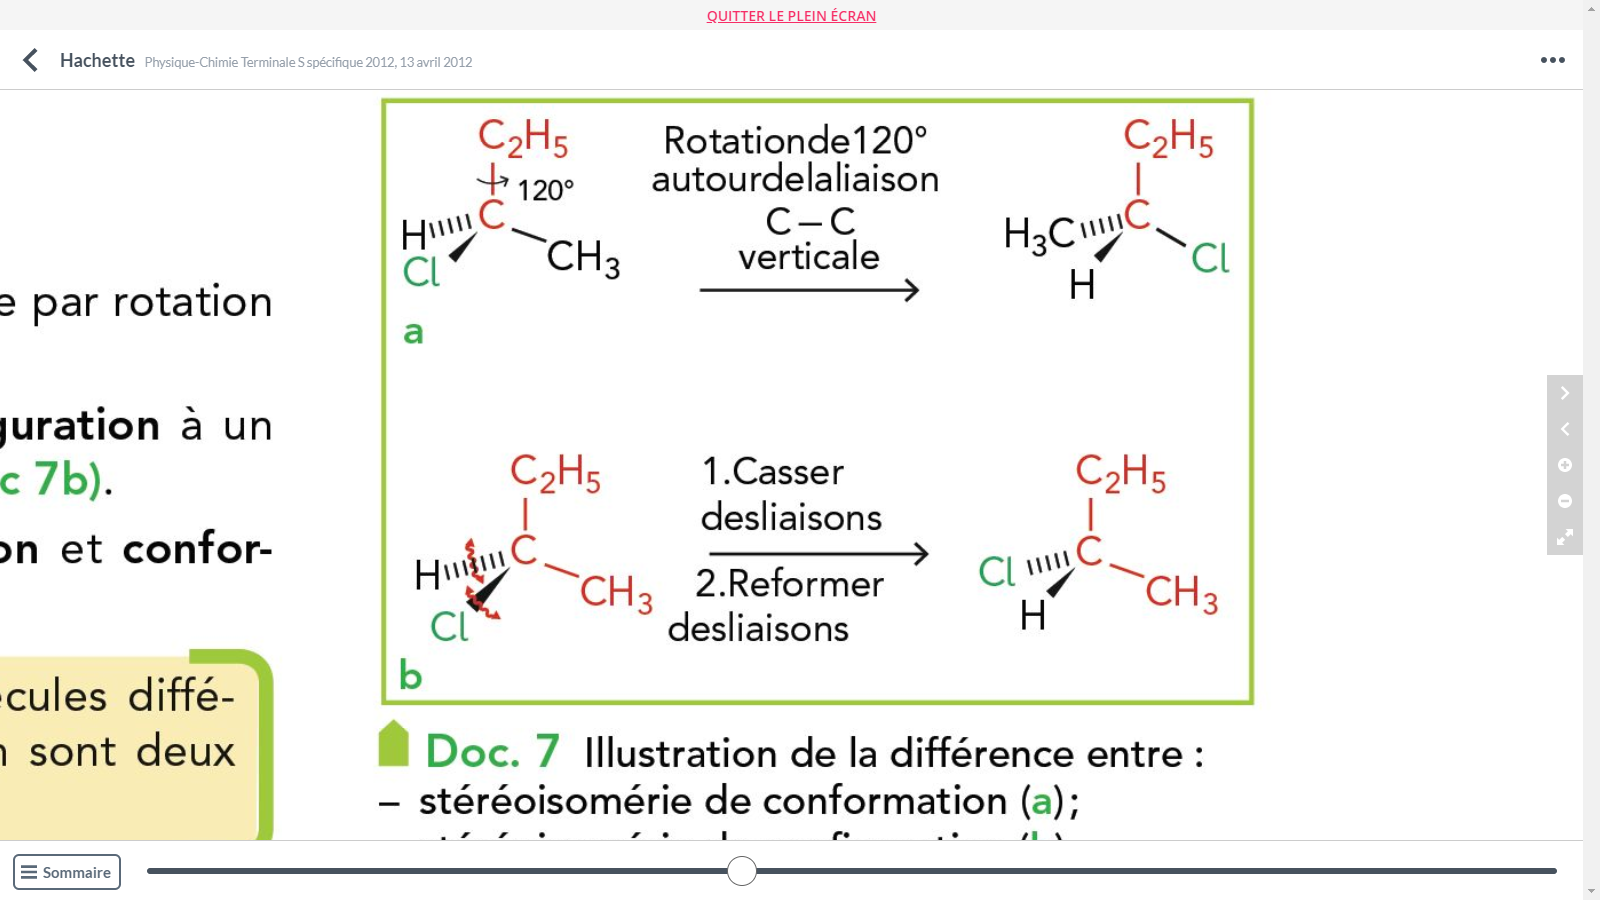 QUITTER LE PLEIN ÉCRAN
Hachette Physique-Chimie Terminale S spécifique 2012, 13 avril 2012
e par rotation
guration à un
c 7b).
on et confor-
cules diffé-
n sont deux
C2H5
120°
H C
Cl CH3
Rotationde120°
autourdelaliaison
C – C
verticale
C2H5
H3C C
H Cl
a
C2H5
H C
Cl CH3
1.Casser
desliaisons
2.Reformer
desliaisons
C2H5
Cl C
H CH3
b
Doc. 7 Illustration de la différence entre :
– stéréoisomérie de conformation (a);
Sommaire